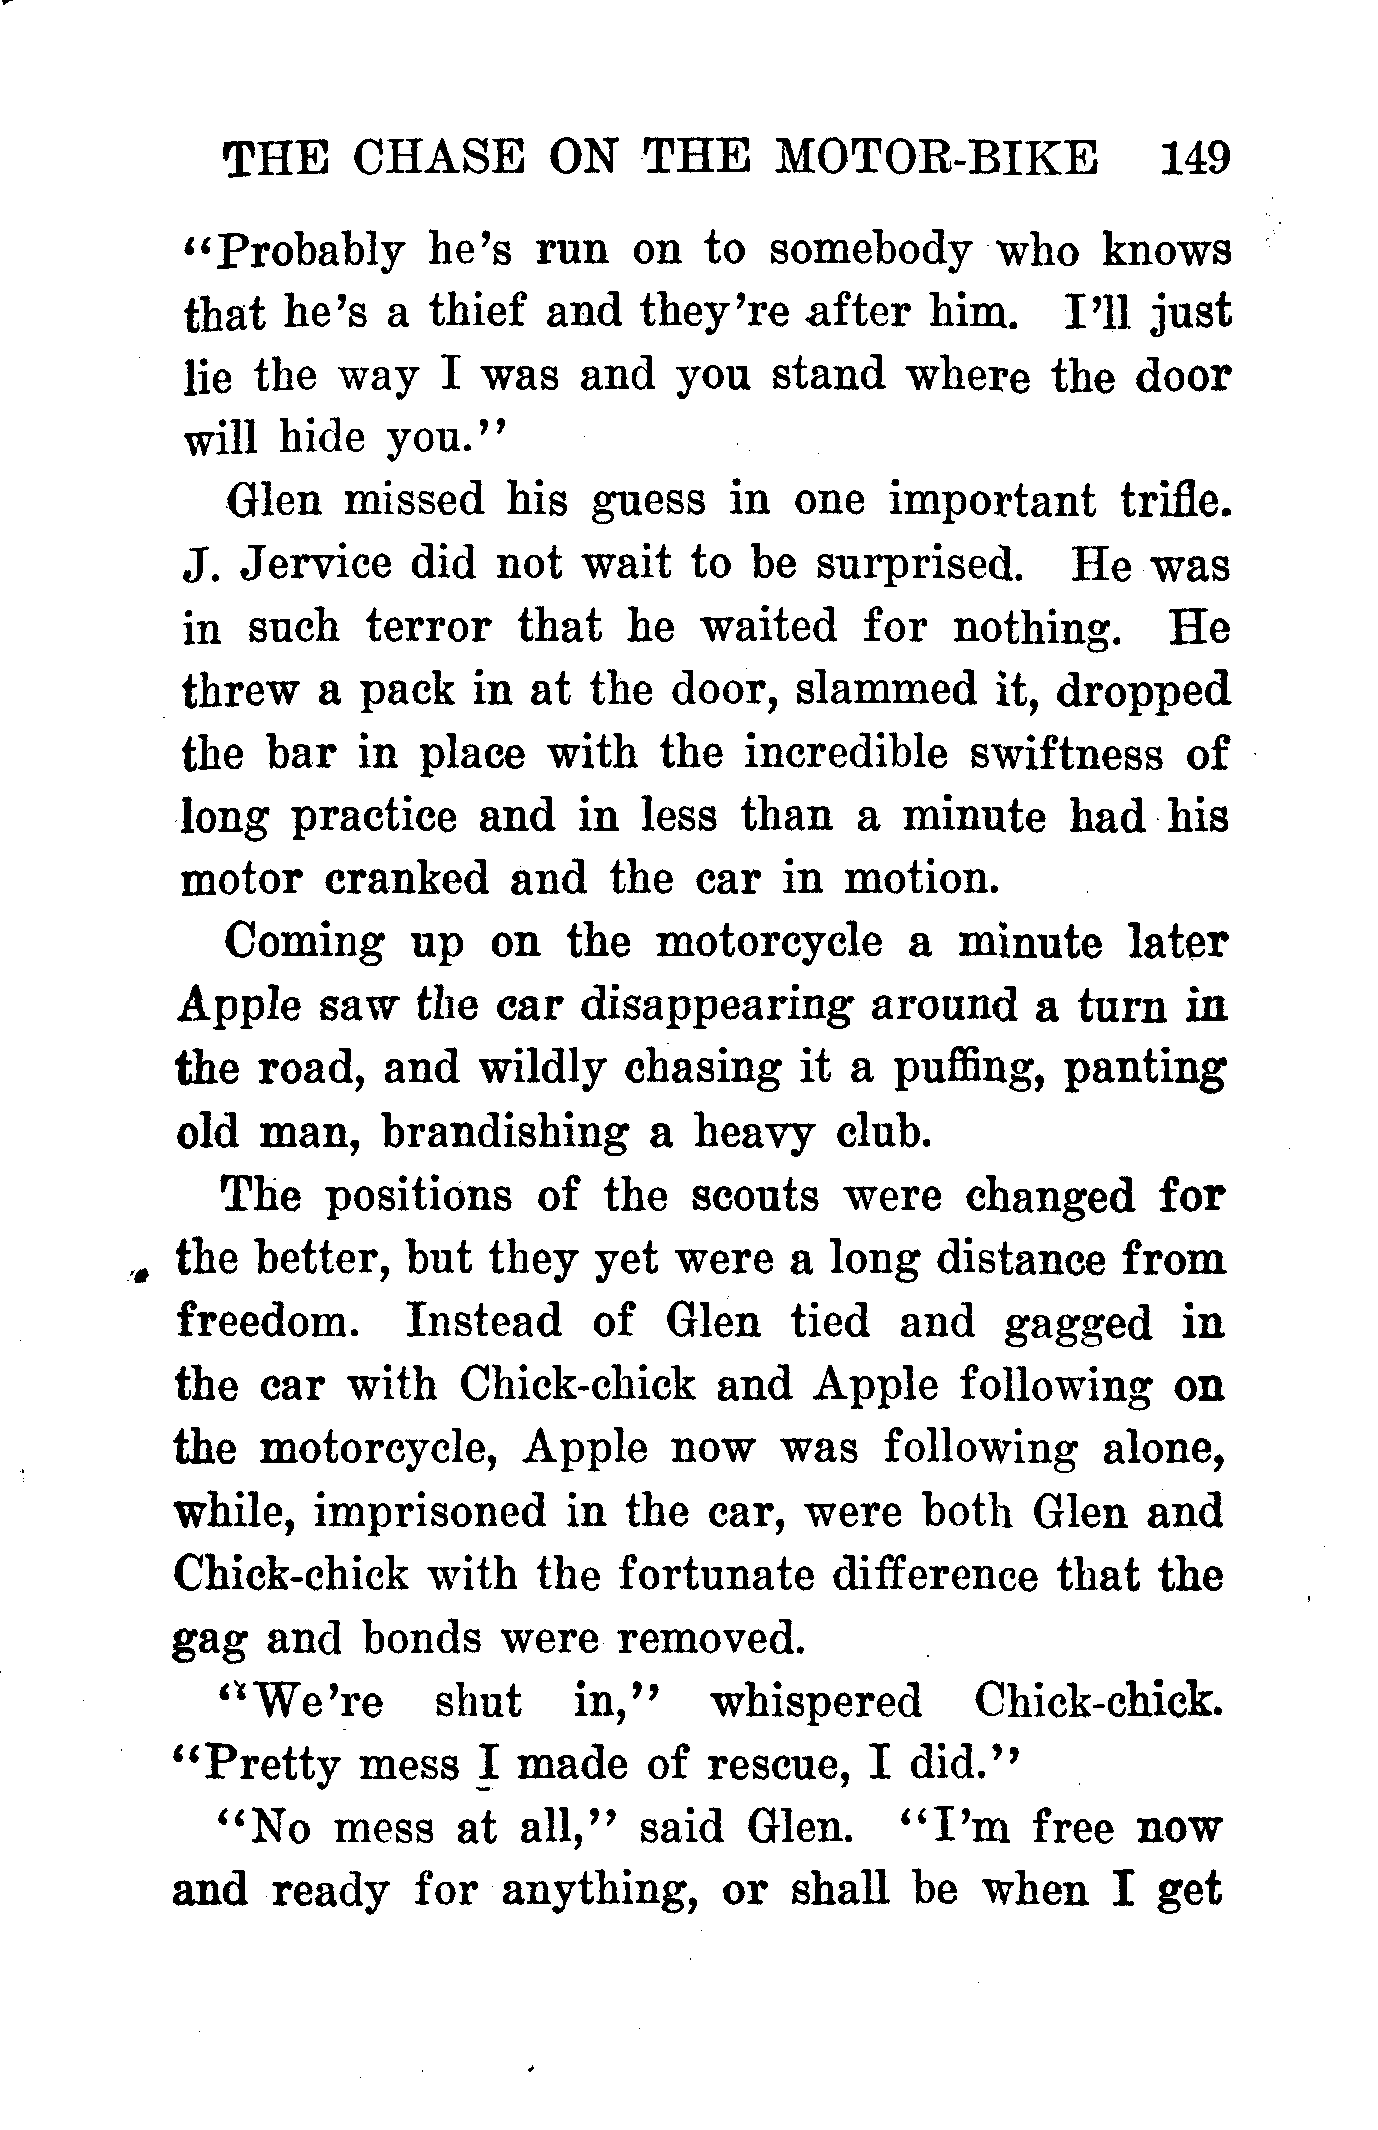 THE CHASE ON THE MOTOR-BIKE 149
"Probably he's run on to somebody who knows
that he's a thief and they're after him. I'll just
lie the way I was and you stand where the door
will hide you."
Glen missed his guess in one important trifle.
J. Jervice did not wait to be surprised. He was
in such terror that he waited for nothing. He
threw a pack in at the door, slammed it, dropped
the bar in place with the incredible swiftness of
long practice and in less than a minute had his
motor cranked and the car in motion.
Coming up on the motorcycle a minute later
Apple saw the car disappearing around a turn in
the road, and wildly chasing it a puffing, panting
old man, brandishing a heavy club.
The positions of the scouts were changed for
the better, but they yet were a long distance from
freedom. Instead of Glen tied and gagged in
the car with Chick-chick and Apple following on
the motorcycle, Apple now was following alone,
while, imprisoned in the car, were both Glen and
Chick-chick with the fortunate difference that the
gag and bonds were removed.
"We're shut in," whispered Chick-chick.
"Pretty mess I made of rescue, I did."
"No mess at all," said Glen. "I'm free now
and ready for anything, or shall be when I get